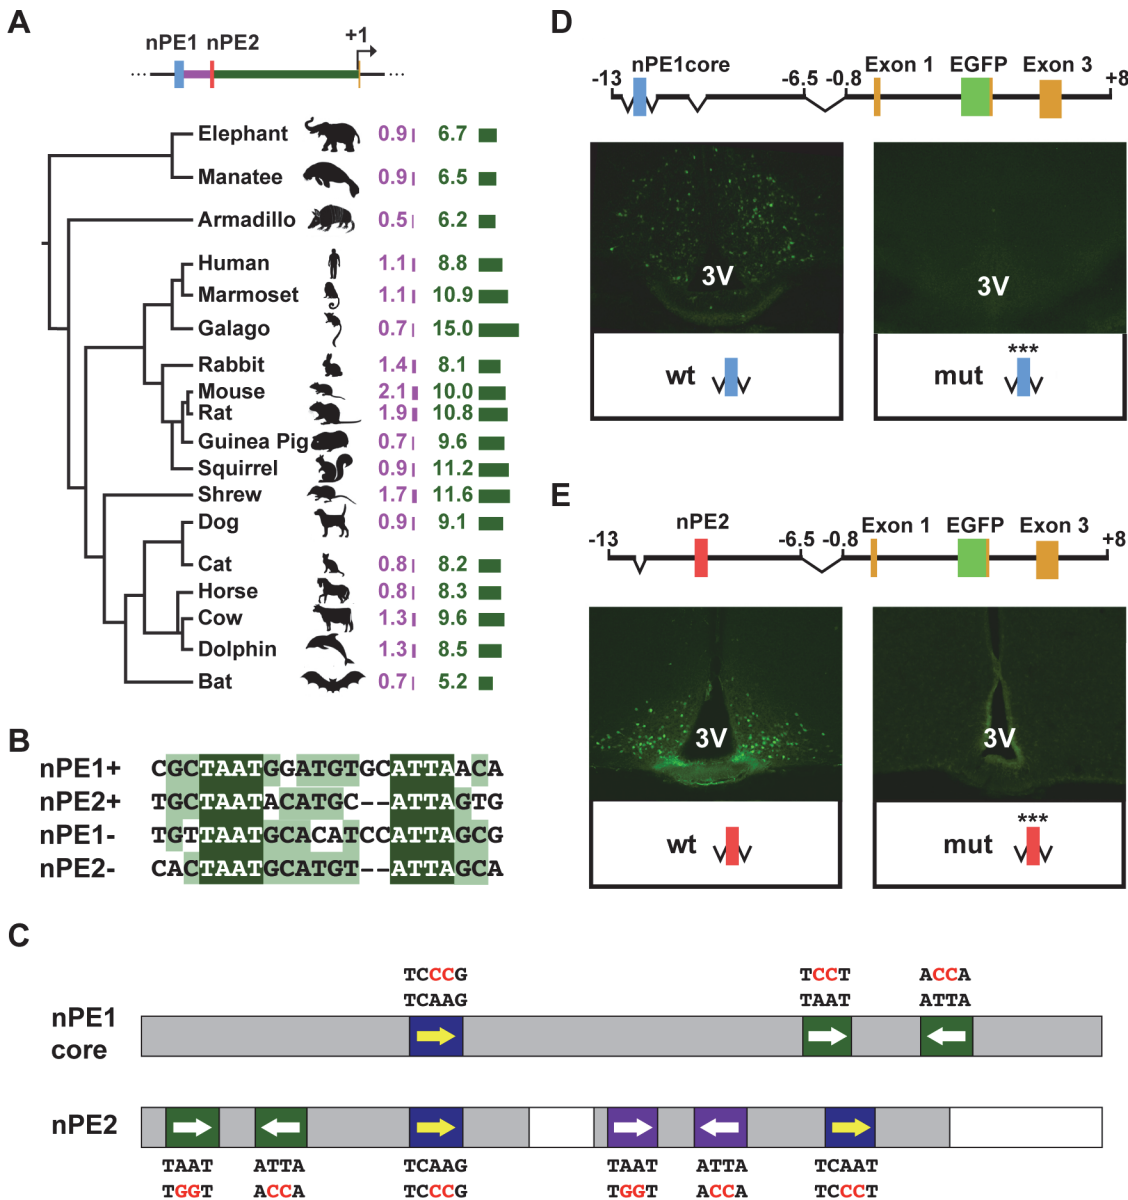 A
nPE1 nPE2 +1
Elephant 0.9 6.7
Manatee 0.9 6.5
Armadillo 0.5 6.2
Human 1.1 8.8
Marmoset 1.1 10.9
Galago 0.7 15.0
Rabbit 1.4 8.1
Mouse 2.1 10.0
Rat 1.9 10.8
Guinea Pig 0.7 9.6
Squirrel 0.9 11.2
Shrew 1.7 11.6
Dog 0.9 9.1
Cat 0.8 8.2
Horse 0.8 8.3
Cow 1.3 9.6
Dolphin 1.3 8.5
Bat 0.7 5.2
B
nPE1+ CGCTAATGGATGTGCATTAACA
nPE2+ TGCTAATACATGC--ATTAGTG
nPE1- TGTTAATGCACATCCATTAGCG
nPE2- CACTAATGCATGT--ATTAGCA
C
TCCCG TCCT ACCA
TCAAG TAAT ATTA
nPE1
core
nPE2
TAAT ATTA TCAAG TAAT ATTA TCAAT
TGGT ACCA TCCCG TGGT ACCA TCCCT
D
-13 nPE1core -6.5 -0.8 Exon 1 EGFP Exon 3 +8
3V 3V
wt mut ***
E
-13 nPE2 -6.5 -0.8 Exon 1 EGFP Exon 3 +8
3V 3V
wt mut ***